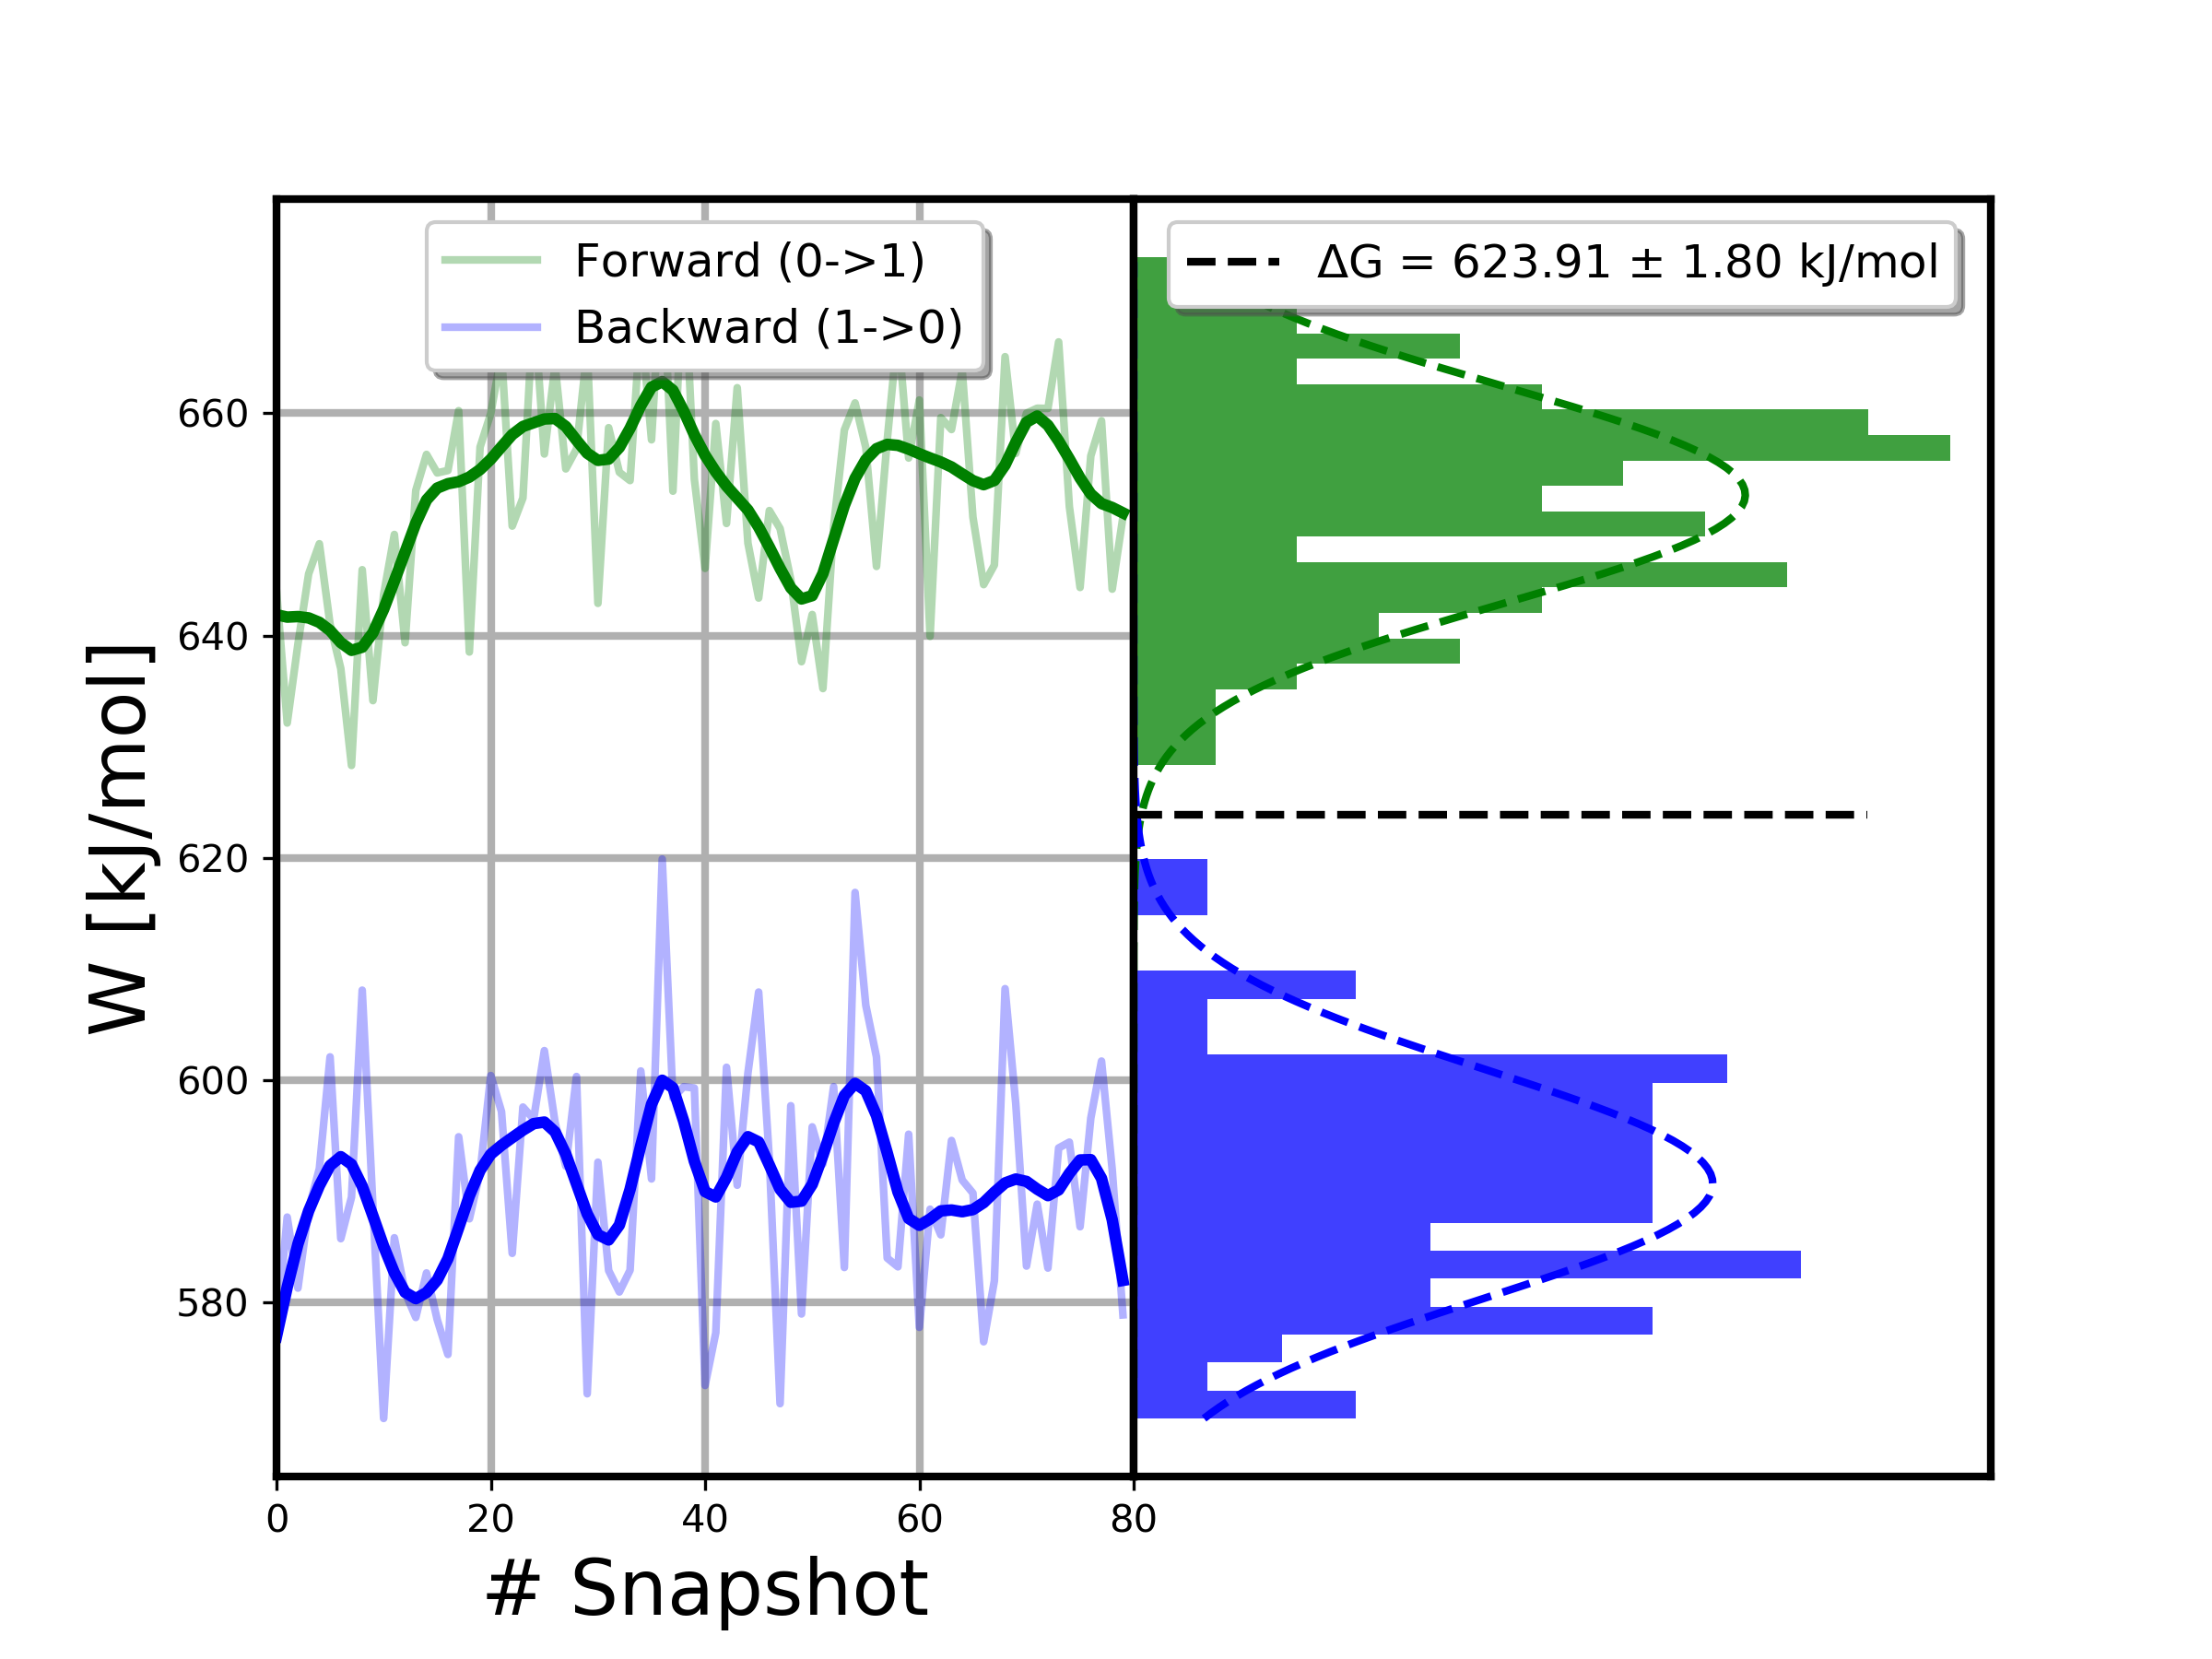 Forward (0->1)
Backward (1->0)
ΔG = 623.91 ± 1.80 kJ/mol
W [kJ/mol]
660
640
620
600
580
0 20 40 60 80
# Snapshot